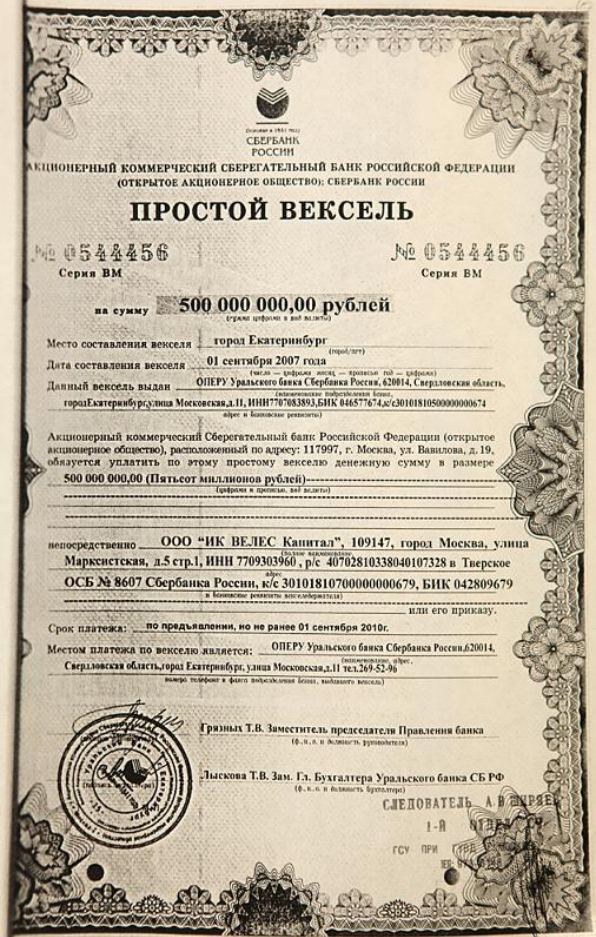 Основан в 1841 году
СБЕРБАНК
РОССИИ
АКЦИОНЕРНЫЙ КОММЕРЧЕСКИЙ СБЕРЕГАТЕЛЬНЫЙ БАНК РОССИЙСКОЙ ФЕДЕРАЦИИ
(ОТКРЫТОЕ АКЦИОНЕРНОЕ ОБЩЕСТВО); СБЕРБАНК РОССИИ
ПРОСТОЙ ВЕКСЕЛЬ
№ 0544456 № 0544456
Серия ВМ Серия ВМ
на сумму 500 000 000,00 рублей
(сумма цифрами и вид валюты)
Место составления векселя город Екатеринбург
(город/пгт)
Дата составления векселя 01 сентября 2007 года
(число — цифрами месяц — прописью год — цифрами)
Данный вексель выдан ОПЕРУ Уральского банка Сбербанка России, 620014, Свердловская область,
(наименование подразделения банка,
городЕкатеринбург,улица Московская,д.11, ИНН7707083893,БИК 046577674,к/с30101810500000000674
адрес и банковские реквизиты)
Акционерный коммерческий Сберегательный банк Российской Федерации (открытое
акционерное общество), расположенный по адресу: 117997, г. Москва, ул. Вавилова, д. 19,
обязуется уплатить по этому простому векселю денежную сумму в размере
500 000 000,00 (Пятьсот миллионов рублей)
(цифрами и прописью, вид валюты)
непосредственно ООО “ИК ВЕЛЕС Капитал”, 109147, город Москва, улица
(полное наименование,
Марксистская, д.5 стр.1, ИНН 7709303960 , р/с 40702810338040107328 в Тверское
адрес
ОСБ № 8607 Сбербанка России, к/с 30101810700000000679, БИК 042809679
и банковские реквизиты векселедержателя)
или его приказу.
Срок платежа: по предъявлении, но не ранее 01 сентября 2010г.
Местом платежа по векселю является: ОПЕРУ Уральского банка Сбербанка России,620014,
(наименование, адрес,
Свердловская область,город Екатеринбург, улица Московская,д.11 тел.269-52-96
номера телефона и факса подразделения банка, выдавшего вексель)
Грязных Т.В. Заместитель председателя Правления банка
(ф., и., о. и должность руководителя)
Лыскова Т.В. Зам. Гл. Бухгалтера Уральского банка СБ РФ
(ф., и., о. и должность бухгалтера)
СЛЕДОВАТЕЛЬ А.В.ШИРЯЕВ
1-Й ОТДЕЛ СЧ
ГСУ ПРИ ГУВД